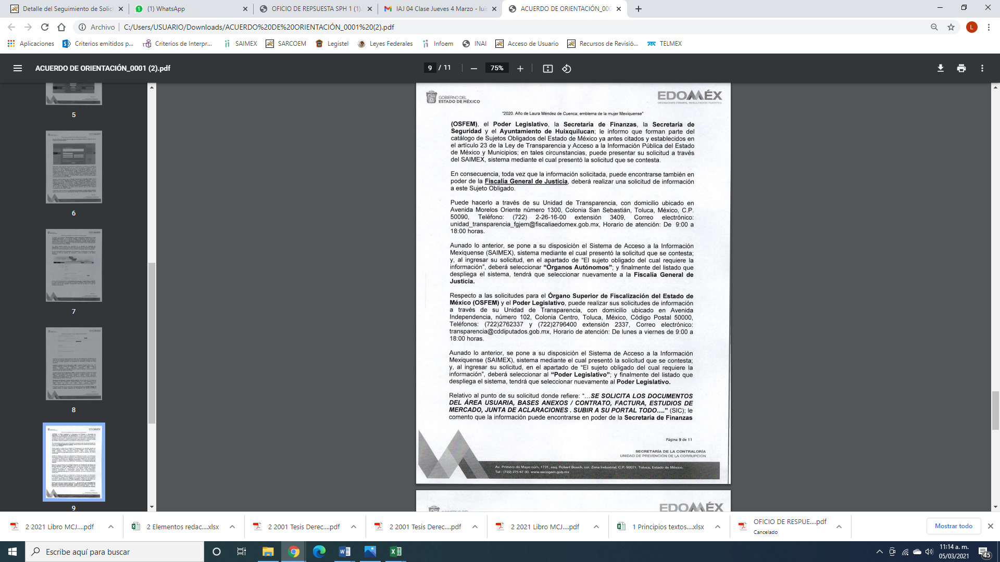 Detalle del Seguimiento de Solici
(1) WhatsApp
OFICIO DE REPSUESTA SPH 1 (1).
IAJ 04 Clase Jueves 4 Marzo - luis
ACUERDO DE ORIENTACIÓN_000
Archivo
C:/Users/USUARIO/Downloads/ACUERDO%20DE%20ORIENTACIÓN_0001%20(2).pdf
L
Aplicaciones
Criterios emitidos p...
Criterios de Interpr...
SAIMEX
SARCOEM
Legistel
Leyes Federales
Infoem
INAI
Acceso de Usuario
Recursos de Revisió...
TELMEX
ACUERDO DE ORIENTACIÓN_0001 (2).pdf
9 / 11
75%
5
6
7
8
9
GOBIERNO DEL
ESTADO DE MÉXICO
EDOMÉX
DECISIONES FIRMES, RESULTADOS FUERTES.
"2020. Año de Laura Méndez de Cuenca; emblema de la mujer Mexiquense"
(OSFEM), el Poder Legislativo, la Secretaría de Finanzas, la Secretaría de
Seguridad y el Ayuntamiento de Huixquilucan; le informo que forman parte del
catálogo de Sujetos Obligados del Estado de México ya antes citados y establecidos en
el artículo 23 de la Ley de Transparencia y Acceso a la Información Pública del Estado
de México y Municipios; en tales circunstancias, puede presentar su solicitud a través
del SAIMEX, sistema mediante el cual presentó la solicitud que se contesta.
En consecuencia, toda vez que la información solicitada, puede encontrarse también en
poder de la Fiscalía General de Justicia, deberá realizar una solicitud de información
a este Sujeto Obligado.
Puede hacerlo a través de su Unidad de Transparencia, con domicilio ubicado en
Avenida Morelos Oriente número 1300, Colonia San Sebastián, Toluca, México, C.P.
50090, Teléfono: (722) 2-26-16-00 extensión 3409, Correo electrónico:
unidad_transparencia_fgjem@fiscaliaedomex.gob.mx, Horario de atención: De 9:00 a
18:00 horas.
Aunado lo anterior, se pone a su disposición el Sistema de Acceso a la Información
Mexiquense (SAIMEX), sistema mediante el cual presentó la solicitud que se contesta;
y, al ingresar su solicitud, en el apartado de "El sujeto obligado del cual requiere la
información", deberá seleccionar "Órganos Autónomos"; y finalmente del listado que
despliega el sistema, tendrá que seleccionar nuevamente a la Fiscalía General de
Justicia.
Respecto a las solicitudes para el Órgano Superior de Fiscalización del Estado de
México (OSFEM) y el Poder Legislativo, puede realizar sus solicitudes de información
a través de su Unidad de Transparencia, con domicilio ubicado en Avenida
Independencia, número 102, Colonia Centro, Toluca, México, Código Postal 50000,
Teléfonos: (722)2762337 y (722)2796400 extensión 2337, Correo electrónico:
transparencia@cddiputados.gob.mx, Horario de atención: De lunes a viernes de 9:00 a
18:00 horas.
Aunado lo anterior, se pone a su disposición el Sistema de Acceso a la Información
Mexiquense (SAIMEX), sistema mediante el cual presentó la solicitud que se contesta;
y, al ingresar su solicitud, en el apartado de "El sujeto obligado del cual requiere la
información", deberá seleccionar al "Poder Legislativo"; y finalmente del listado que
despliega el sistema, tendrá que seleccionar nuevamente al Poder Legislativo.
Relativo al punto de su solicitud donde refiere: "...SE SOLICITA LOS DOCUMENTOS
DEL ÁREA USUARIA, BASES ANEXOS / CONTRATO, FACTURA, ESTUDIOS DE
MERCADO, JUNTA DE ACLARACIONES . SUBIR A SU PORTAL TODO...." (SIC); le
comento que la información puede encontrarse en poder de la Secretaría de Finanzas
Página 9 de 11
SECRETARÍA DE LA CONTRALORÍA
UNIDAD DE PREVENCIÓN DE LA CORRUPCIÓN
Av. Primero de Mayo núm. 1731, esq. Robert Bosch, col. Zona Industrial, C.P. 50071, Toluca, Estado de México.
Tel.: (722) 275 67 00. www.secogem.gob.mx
EDOMÉX
2 2021 Libro MCJ....pdf
2 Elementos redac....xlsx
2 2001 Tesis Derec....pdf
2 2001 Tesis Derec....pdf
2 2021 Libro MCJ....pdf
1 Principios textos....xlsx
OFICIO DE RESPUE....pdf
Cancelado
Mostrar todo
Escribe aquí para buscar
11:14 a. m.
05/03/2021
45